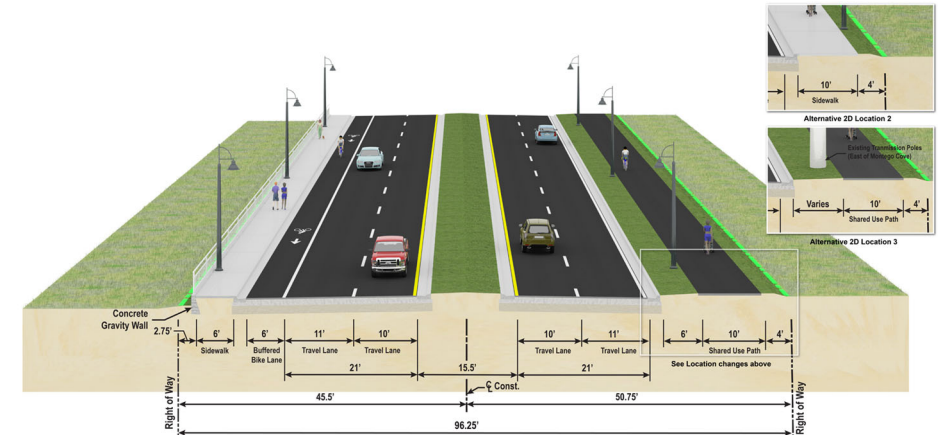 10'
4'
Sidewalk
Alternative 2D Location 2
Existing Tranmission Poles
(East of Montego Cove)
Varies
10'
4'
Shared Use Path
Alternative 2D Location 3
Concrete
Gravity Wall
2.75'
6'
6'
11'
10'
10'
11'
6'
10'
4'
Sidewalk
Buffered
Bike Lane
Travel Lane
Travel Lane
Travel Lane
Travel Lane
Shared Use Path
See Location changes above
21'
15.5'
21'
Right of Way
℄ Const.
Right of Way
45.5'
50.75'
96.25'